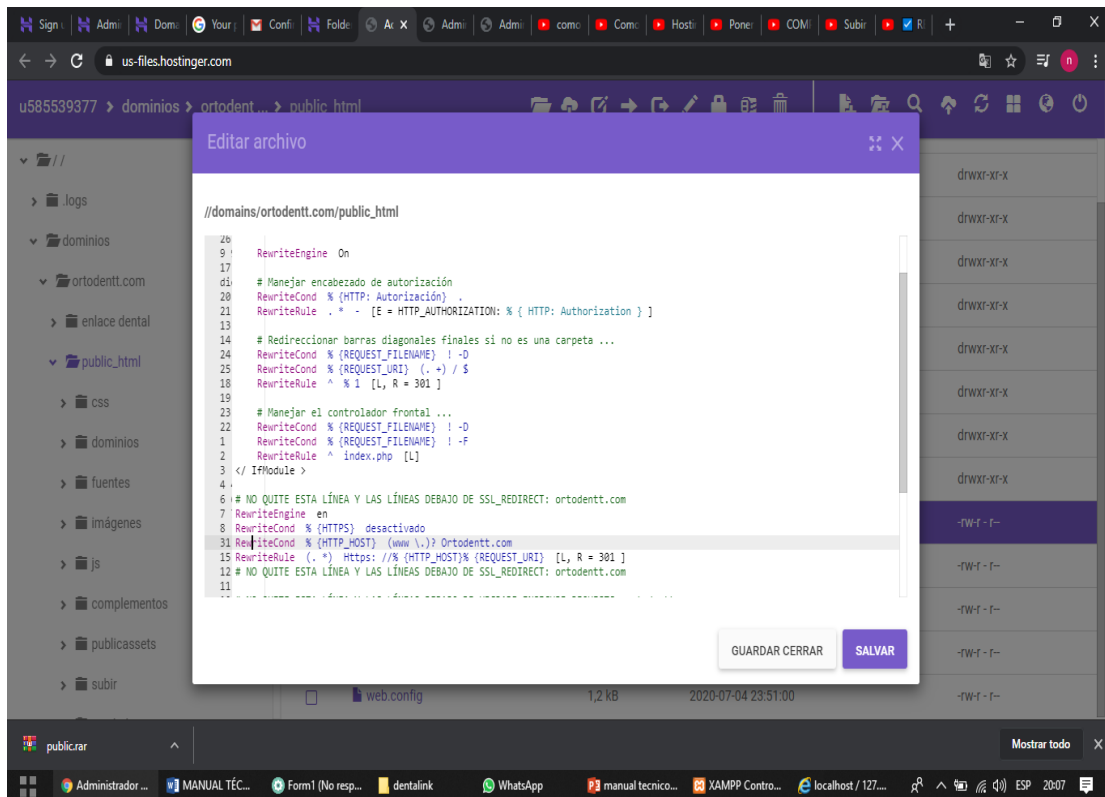 Sign
Admi
Doma
Your p
Confi
Folde
Ac
Admi
Admi
como
Como
Hosti
Poner
COMI
Subir
us-files.hostinger.com
n
u585539377 > dominios > ortodent ... > public_html
Editar archivo
//
.logs
dominios
ortodentt.com
enlace dental
public_html
css
dominios
fuentes
imágenes
js
complementos
publicassets
subir
//domains/ortodentt.com/public_html
26
9 RewriteEngine On
17
di # Manejar encabezado de autorización
20 RewriteCond % {HTTP: Autorización} .
21 RewriteRule . * - [E = HTTP_AUTHORIZATION: % { HTTP: Authorization } ]
13
14 # Redireccionar barras diagonales finales si no es una carpeta ...
24 RewriteCond % {REQUEST_FILENAME} ! -D
25 RewriteCond % {REQUEST_URI} (. +) / $
18 RewriteRule ^ % 1 [L, R = 301 ]
19
23 # Manejar el controlador frontal ...
22 RewriteCond % {REQUEST_FILENAME} ! -D
1 RewriteCond % {REQUEST_FILENAME} ! -F
2 RewriteRule ^ index.php [L]
3 </ IfModule >
4
6 # NO QUITE ESTA LÍNEA Y LAS LÍNEAS DEBAJO DE SSL_REDIRECT: ortodentt.com
7 RewriteEngine en
8 RewriteCond % {HTTPS} desactivado
31 RewriteCond % {HTTP_HOST} (www \.)? Ortodentt.com
15 RewriteRule (. *) Https: //% {HTTP_HOST}% {REQUEST_URI} [L, R = 301 ]
12 # NO QUITE ESTA LÍNEA Y LAS LÍNEAS DEBAJO DE SSL_REDIRECT: ortodentt.com
11
GUARDAR CERRAR
SALVAR
drwxr-xr-x
drwxr-xr-x
drwxr-xr-x
drwxr-xr-x
drwxr-xr-x
drwxr-xr-x
drwxr-xr-x
drwxr-xr-x
-rw-r - r--
-rw-r - r--
-rw-r - r--
-rw-r - r--
web.config 1,2 kB 2020-07-04 23:51:00 -rw-r - r--
public.rar
Mostrar todo
Administrador ...
MANUAL TÉC...
Form1 (No resp...
dentalink
WhatsApp
manual tecnico...
XAMPP Contro...
localhost / 127....
ESP
20:07